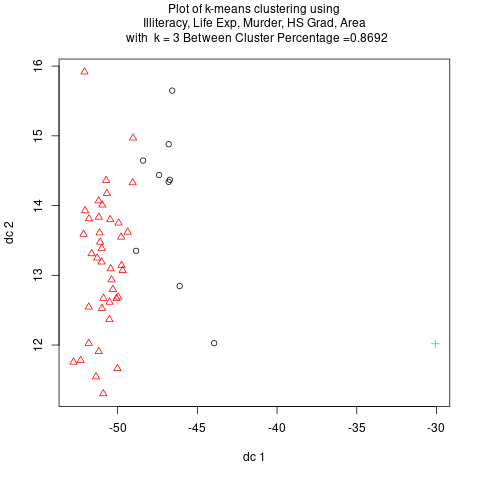 Plot of k-means clustering using
Illiteracy, Life Exp, Murder, HS Grad, Area
with k = 3 Between Cluster Percentage =0.8692
16
15
14
13
12
dc 2
-50 -45 -40 -35 -30
dc 1